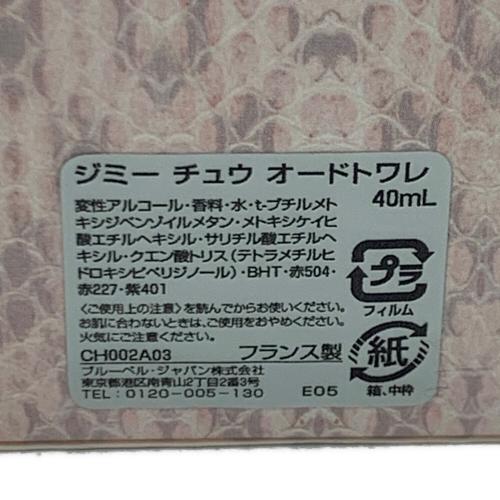 ジミー チュウ オードトワレ
40mL
変性アルコール・香料・水・t-ブチルメト
キシジベンゾイルメタン・メトキシケイヒ
酸エチルヘキシル・サリチル酸エチルヘ
キシル・クエン酸トリス(テトラメチルヒ
ドロキシピペリジノール)・BHT・赤504・
赤227・紫401
プラ
フィルム
〈ご使用上の注意〉を読んでからお使いください。
お肌に合わないときは、ご使用をおやめください。
火気にご注意ください。
CH002A03 フランス製
紙
箱、中枠
ブルーベル・ジャパン株式会社
東京都港区南青山2丁目2番3号
TEL:0120-005-130 E05